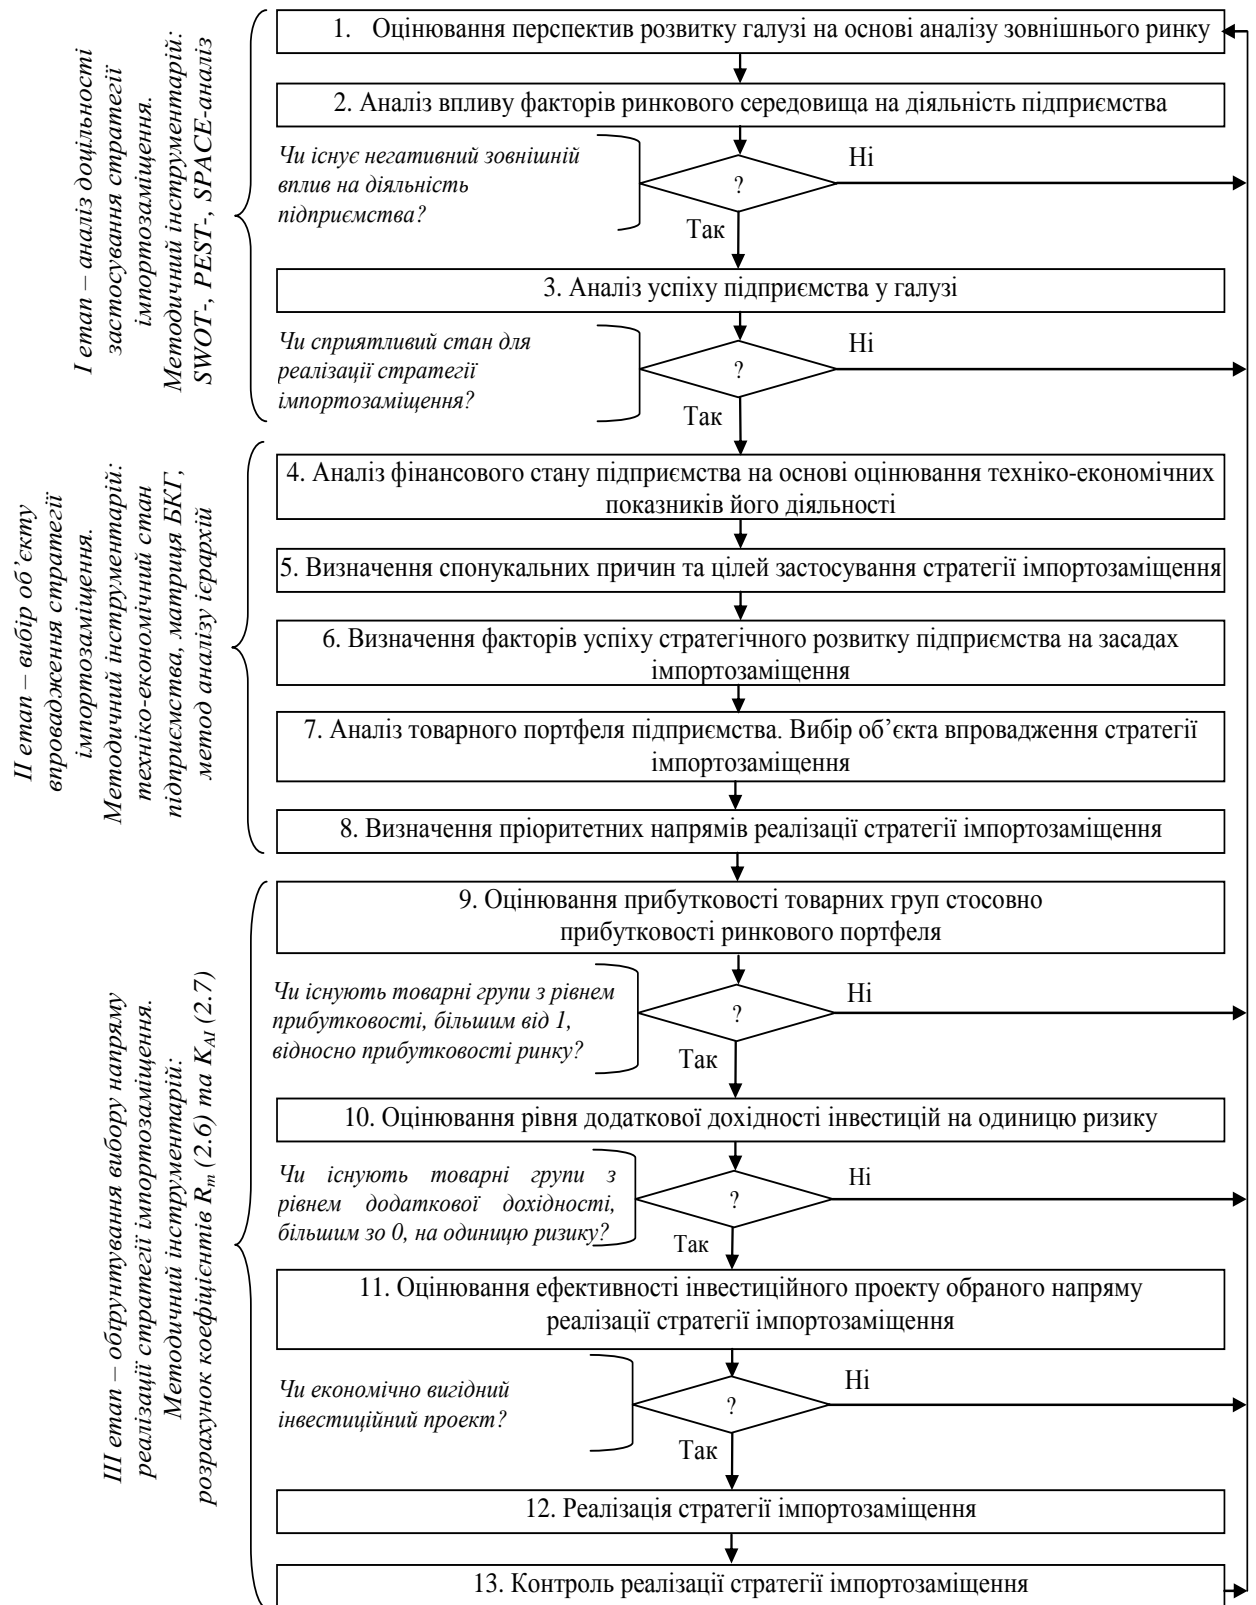 І етап – аналіз доцільності
застосування стратегії
імпортозаміщення.
Методичний інструментарій:
SWOT-, PEST-, SPACE-аналіз
1. Оцінювання перспектив розвитку галузі на основі аналізу зовнішнього ринку
2. Аналіз впливу факторів ринкового середовища на діяльність підприємства
Чи існує негативний зовнішній
вплив на діяльність
підприємства?
?
Ні
Так
3. Аналіз успіху підприємства у галузі
Чи сприятливий стан для
реалізації стратегії
імпортозаміщення?
?
Ні
Так
ІІ етап – вибір об’єкту
впровадження стратегії
імпортозаміщення.
Методичний інструментарій:
техніко-економічний стан
підприємства, матриця БКГ,
метод аналізу ієрархій
4. Аналіз фінансового стану підприємства на основі оцінювання техніко-економічних
показників його діяльності
5. Визначення спонукальних причин та цілей застосування стратегії імпортозаміщення
6. Визначення факторів успіху стратегічного розвитку підприємства на засадах
імпортозаміщення
7. Аналіз товарного портфеля підприємства. Вибір об’єкта впровадження стратегії
імпортозаміщення
8. Визначення пріоритетних напрямів реалізації стратегії імпортозаміщення
ІІІ етап – обґрунтування вибору напряму
реалізації стратегії імпортозаміщення.
Методичний інструментарій:
розрахунок коефіцієнтів Rm (2.6) та KAI (2.7)
9. Оцінювання прибутковості товарних груп стосовно
прибутковості ринкового портфеля
Чи існують товарні групи з рівнем
прибутковості, більшим від 1,
відносно прибутковості ринку?
?
Ні
Так
10. Оцінювання рівня додаткової дохідності інвестицій на одиницю ризику
Чи існують товарні групи з
рівнем додаткової дохідності,
більшим зо 0, на одиницю ризику?
?
Ні
Так
11. Оцінювання ефективності інвестиційного проекту обраного напряму
реалізації стратегії імпортозаміщення
Чи економічно вигідний
інвестиційний проект?
?
Ні
Так
12. Реалізація стратегії імпортозаміщення
13. Контроль реалізації стратегії імпортозаміщення